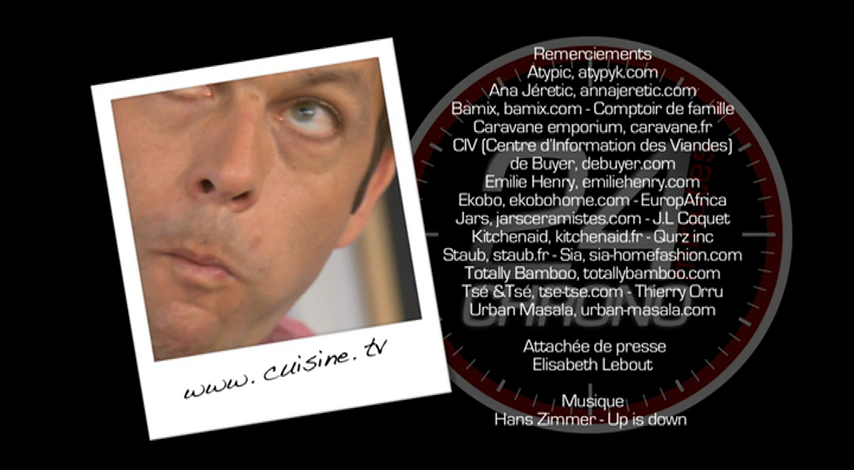 www.cuisine.tv
Remerciements
Atypic, atypyk.com
Ana Jéretic, annajeretic.com
Bamix, bamix.com - Comptoir de famille
Caravane emporium, caravane.fr
CIV (Centre d'Information des Viandes)
de Buyer, debuyer.com
Emilie Henry, emiliehenry.com
Ekobo, ekobohome.com - EuropAfrica
Jars, jarsceramistes.com - J.L Coquet
Kitchenaid, kitchenaid.fr - Qurz inc
Staub, staub.fr - Sia, sia-homefashion.com
Totally Bamboo, totallybamboo.com
Tsé &Tsé, tse-tse.com - Thierry Orru
Urban Masala, urban-masala.com
Attachée de presse
Elisabeth Lebout
Musique
Hans Zimmer - Up is down
24
CHRONO